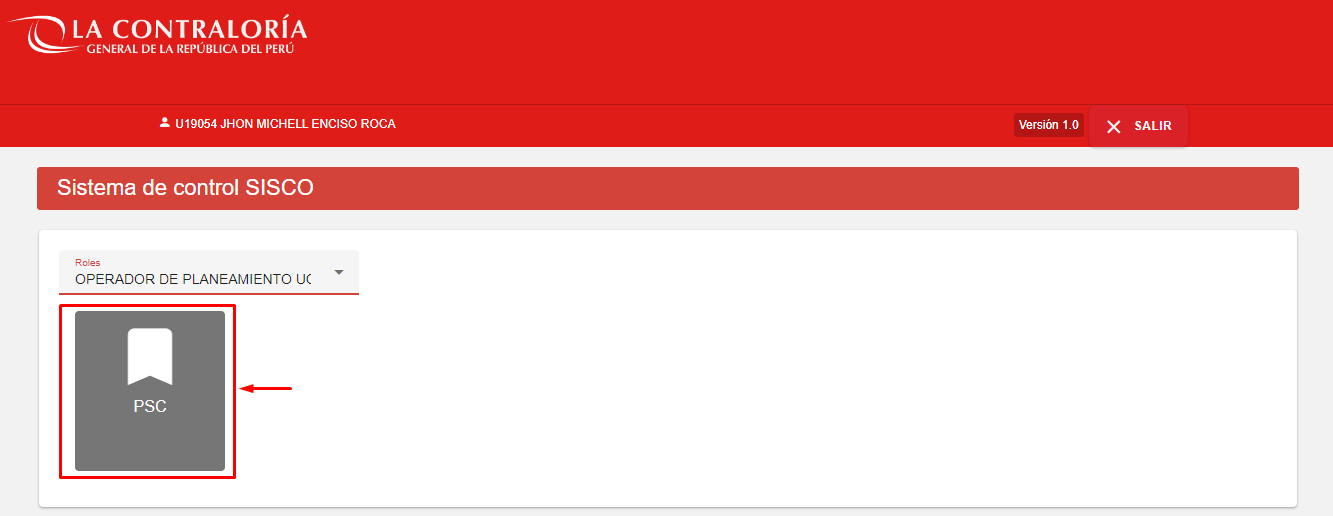 LA CONTRALORÍA
GENERAL DE LA REPÚBLICA DEL PERÚ
U19054 JHON MICHELL ENCISO ROCA
Versión 1.0
SALIR
Sistema de control SISCO
Roles
OPERADOR DE PLANEAMIENTO
PSC